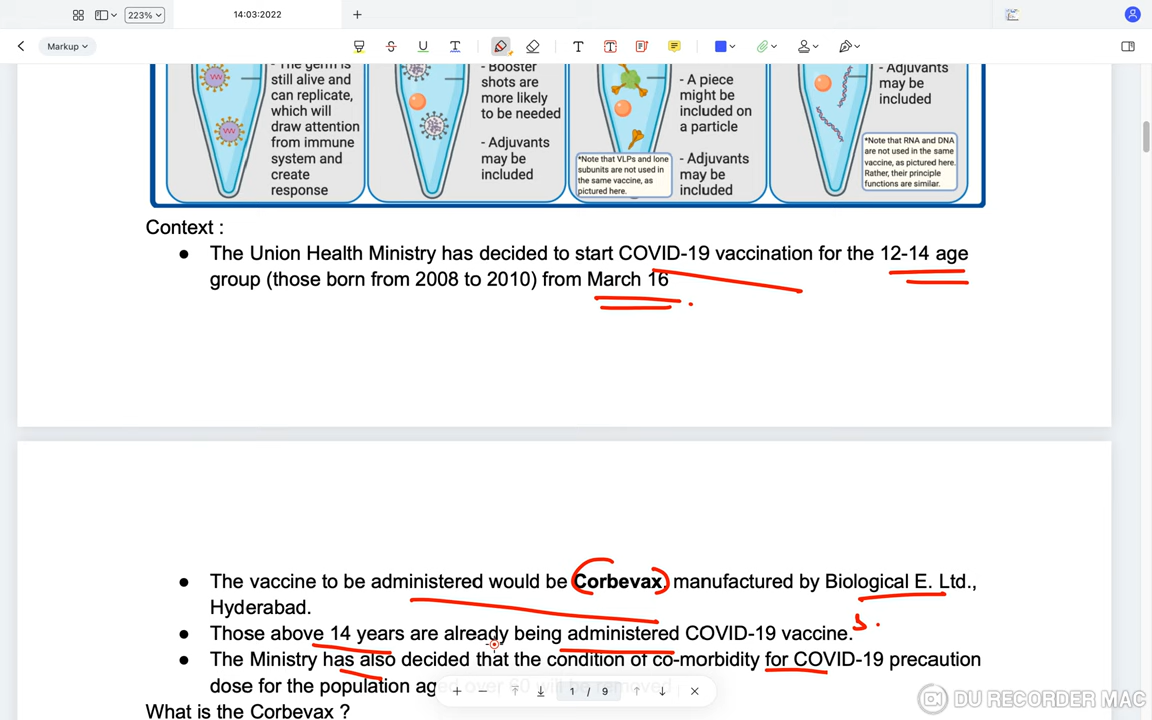 14:03:2022
223%
Markup
- The germ is
still alive and
can replicate,
which will
draw attention
from immune
system and
create
response
- Booster
shots are
more likely
to be needed
- Adjuvants
may be
included
*Note that VLPs and lone
subunits are not used in
the same vaccine, as
pictured here.
- A piece
might be
included on
a particle
- Adjuvants
may be
included
- Adjuvants
may be
included
*Note that RNA and DNA
are not used in the same
vaccine, as pictured here.
Rather, their principle
functions are similar.
Context :
● The Union Health Ministry has decided to start COVID-19 vaccination for the 12-14 age
group (those born from 2008 to 2010) from March 16
● The vaccine to be administered would be Corbevax, manufactured by Biological E. Ltd.,
Hyderabad.
● Those above 14 years are already being administered COVID-19 vaccine.
● The Ministry has also decided that the condition of co-morbidity for COVID-19 precaution
dose for the population aged over 60 will be removed
1 / 9
What is the Corbevax ?
DU RECORDER MAC